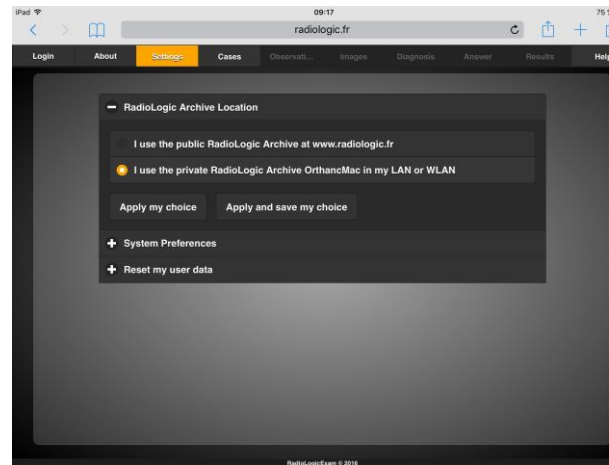 iPad 09:17 75
radiologic.fr
Login About Settings Cases Observati... Images Diagnosis Answer Results Help
RadioLogic Archive Location
I use the public RadioLogic Archive at www.radiologic.fr
I use the private RadioLogic Archive OrthancMac in my LAN or WLAN
Apply my choice Apply and save my choice
System Preferences
Reset my user data
RadioLogicExam © 2016